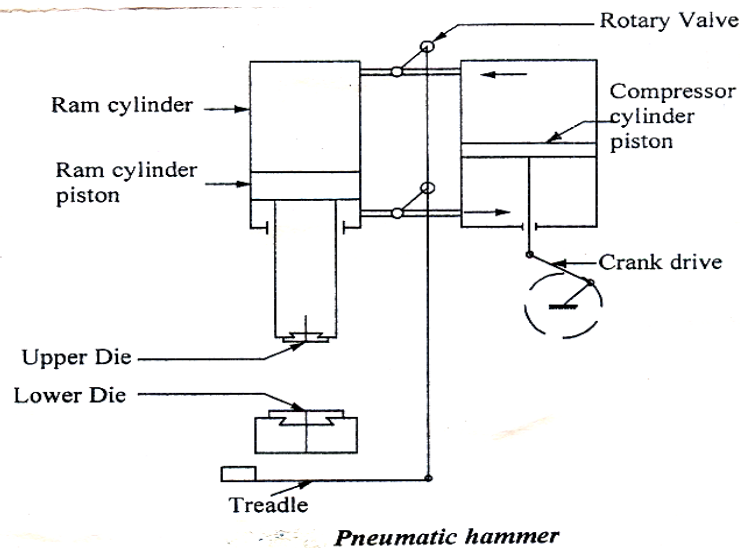 Rotary Valve
Ram cylinder
Compressor
cylinder
piston
Ram cylinder
piston
Crank drive
Upper Die
Lower Die
Treadle
Pneumatic hammer